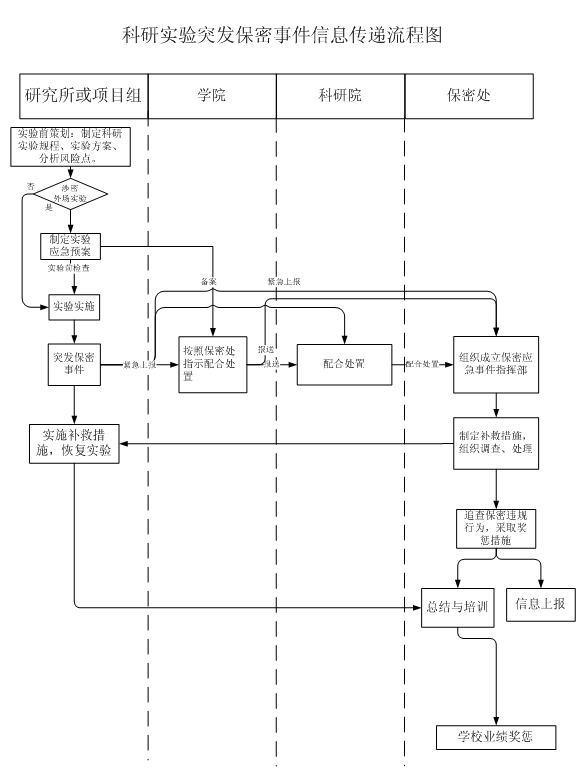 科研实验突发保密事件信息传递流程图
研究所或项目组
学院
科研院
保密处
实验前策划：制定科研
实验规程、实验方案、
分析风险点。
否
涉密
外场实验
是
制定实验
应急预案
实验前检查
备案
紧急上报
实验实施
突发保密
事件
紧急上报
按照保密处
指示配合处
置
报送
报送
配合处置
配合处置
组织成立保密应
急事件指挥部
实施补救措
施，恢复实验
制定补救措施，
组织调查、处理
追查保密违规
行为，采取奖
惩措施
总结与培训
信息上报
学校业绩奖惩